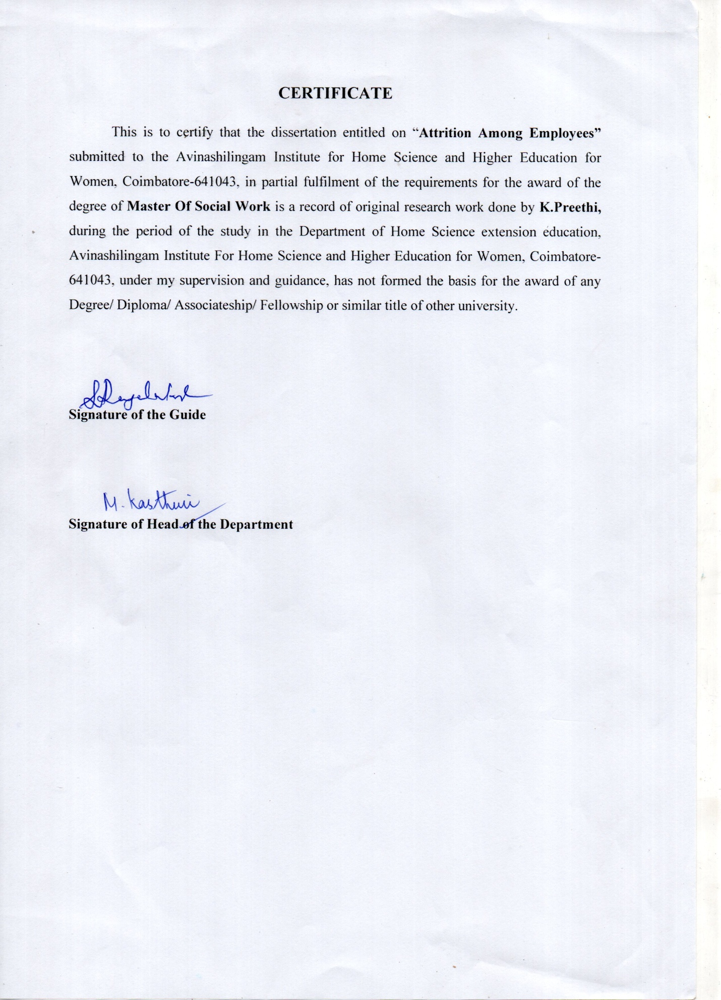 CERTIFICATE
This is to certify that the dissertation entitled on “Attrition Among Employees”
submitted to the Avinashilingam Institute for Home Science and Higher Education for
Women, Coimbatore-641043, in partial fulfilment of the requirements for the award of the
degree of Master Of Social Work is a record of original research work done by K.Preethi,
during the period of the study in the Department of Home Science extension education,
Avinashilingam Institute For Home Science and Higher Education for Women, Coimbatore-
641043, under my supervision and guidance, has not formed the basis for the award of any
Degree/ Diploma/ Associateship/ Fellowship or similar title of other university.
Signature of the Guide
M. Kasthuri
Signature of Head of the Department